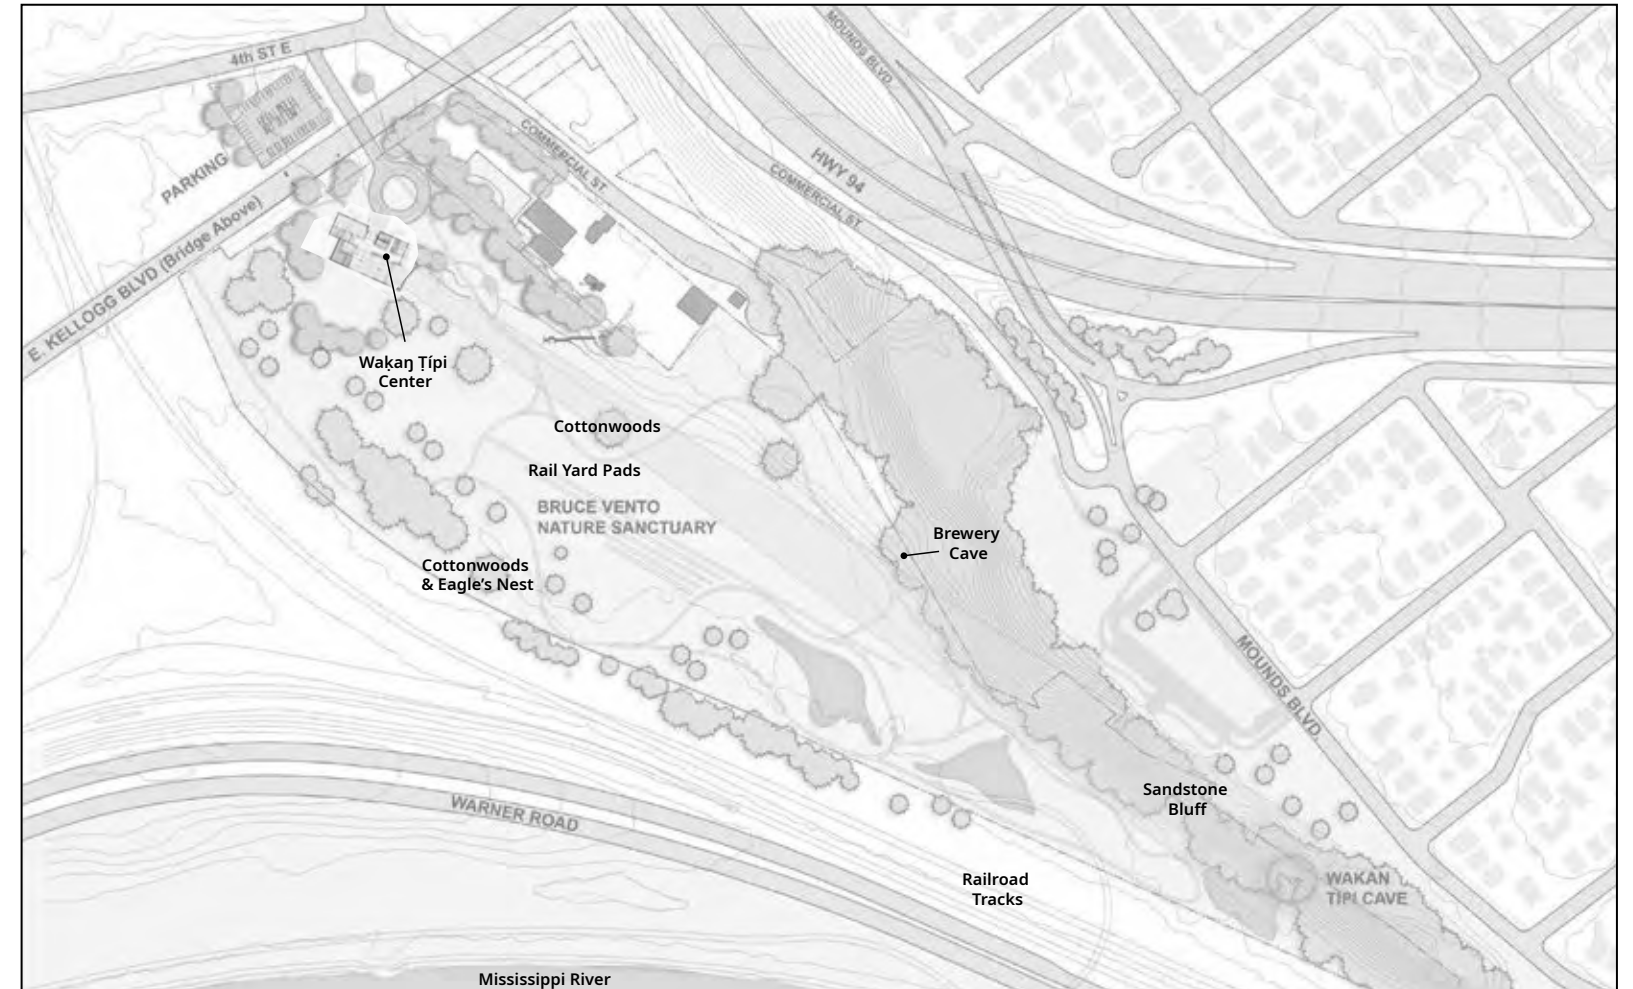 MOUNDS BLVD
4th ST E
COMMERCIAL ST
HWY 94
COMMERCIAL ST
PARKING
E. KELLOGG BLVD (Bridge Above)
Waḳaŋ Ṭípi
Center
Cottonwoods
Rail Yard Pads
BRUCE VENTO
NATURE SANCTUARY
Brewery
Cave
Cottonwoods
& Eagle’s Nest
MOUNDS BLVD.
Sandstone
Bluff
WARNER ROAD
Railroad
Tracks
WAKAN
TIPI CAVE
Mississippi River